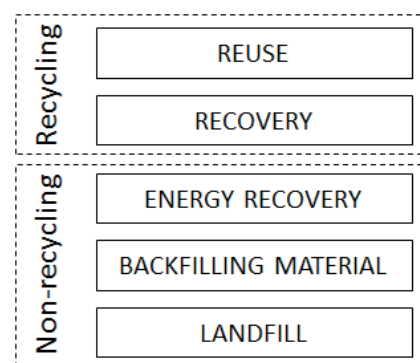 Recycling
REUSE
RECOVERY
Non-recycling
ENERGY RECOVERY
BACKFILLING MATERIAL
LANDFILL